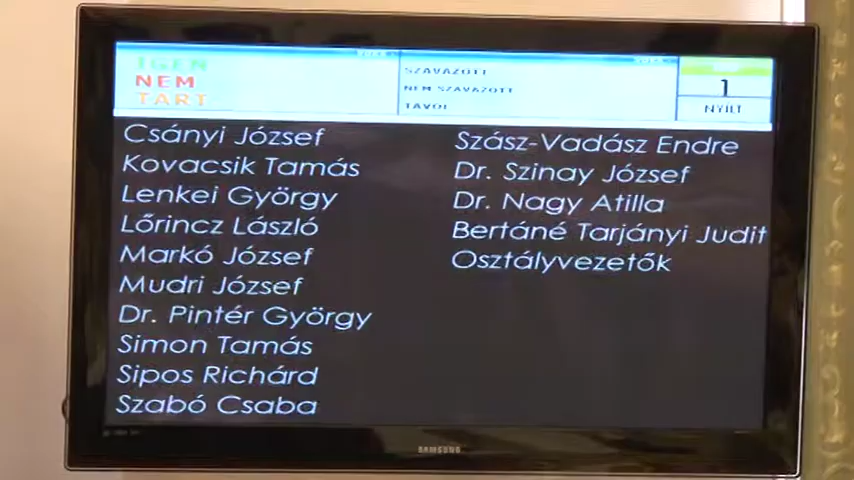 IGEN
NEM
TART
SZAVAZOTT
NEM SZAVAZOTT
TÁVOL
1
NYÍLT
Csányi József
Kovacsik Tamás
Lenkei György
Lőrincz László
Markó József
Mudri József
Dr. Pintér György
Simon Tamás
Sipos Richárd
Szabó Csaba
Szász-Vadász Endre
Dr. Szinay József
Dr. Nagy Atilla
Bertáné Tarjányi Judit
Osztályvezetők
SAMSUNG